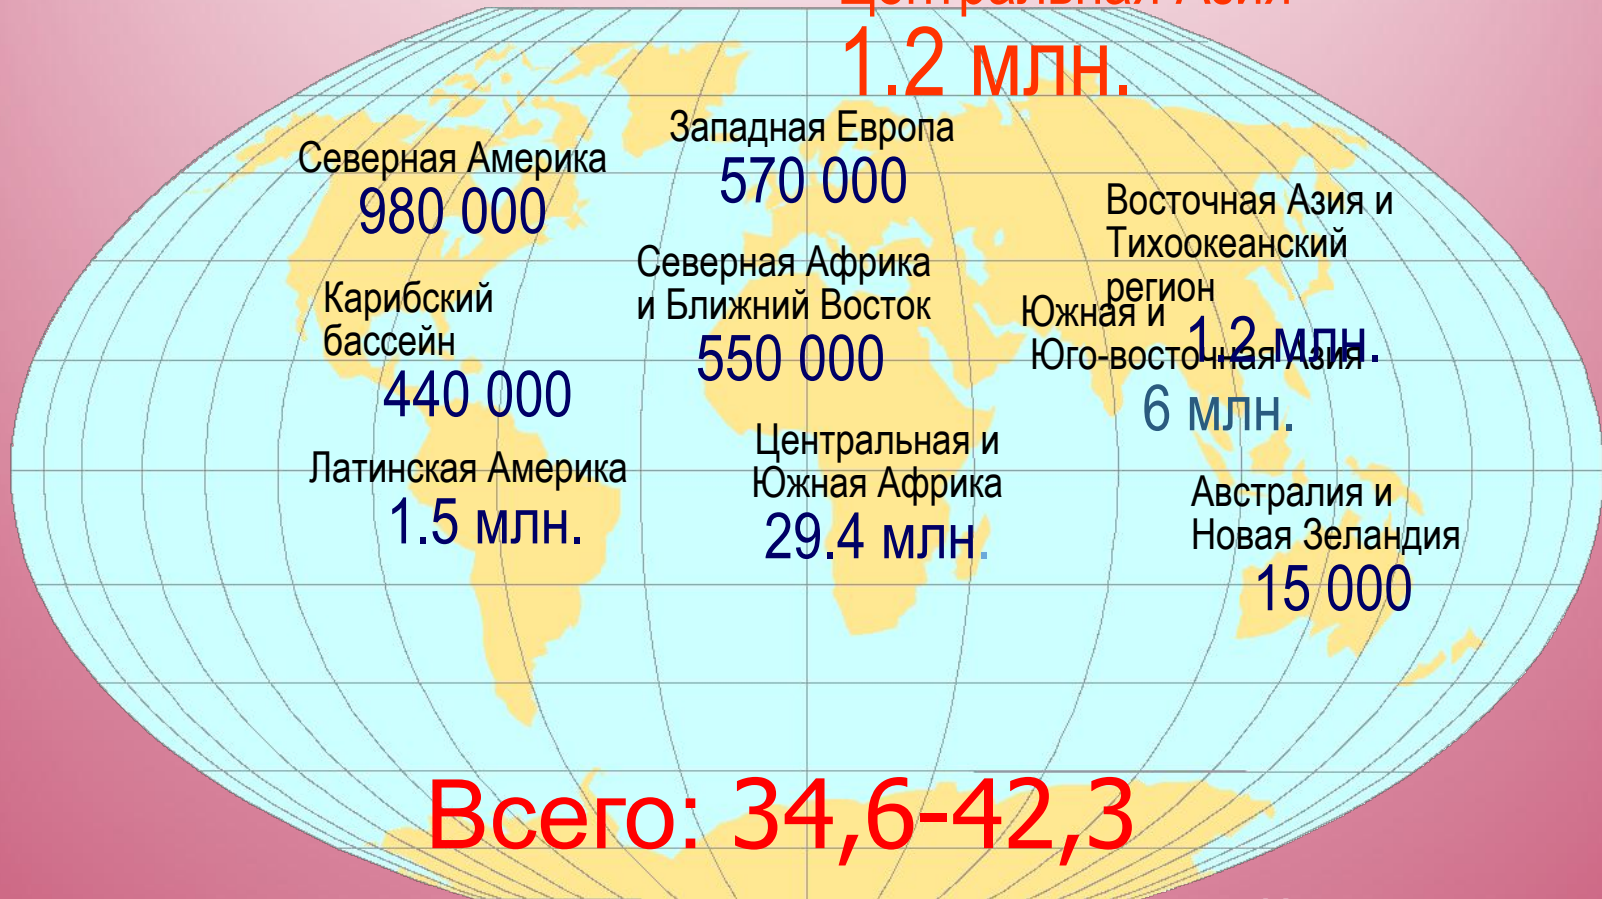 Центральная Азия
1.2 млн.
Западная Европа
570 000
Северная Америка
980 000
Восточная Азия и
Тихоокеанский
регион
1.2 млн.
Северная Африка
и Ближний Восток
550 000
Карибский
бассейн
440 000
Южная и
Юго-восточная Азия
6 млн.
Латинская Америка
1.5 млн.
Центральная и
Южная Африка
29.4 млн.
Австралия и
Новая Зеландия
15 000
Всего: 34,6-42,3